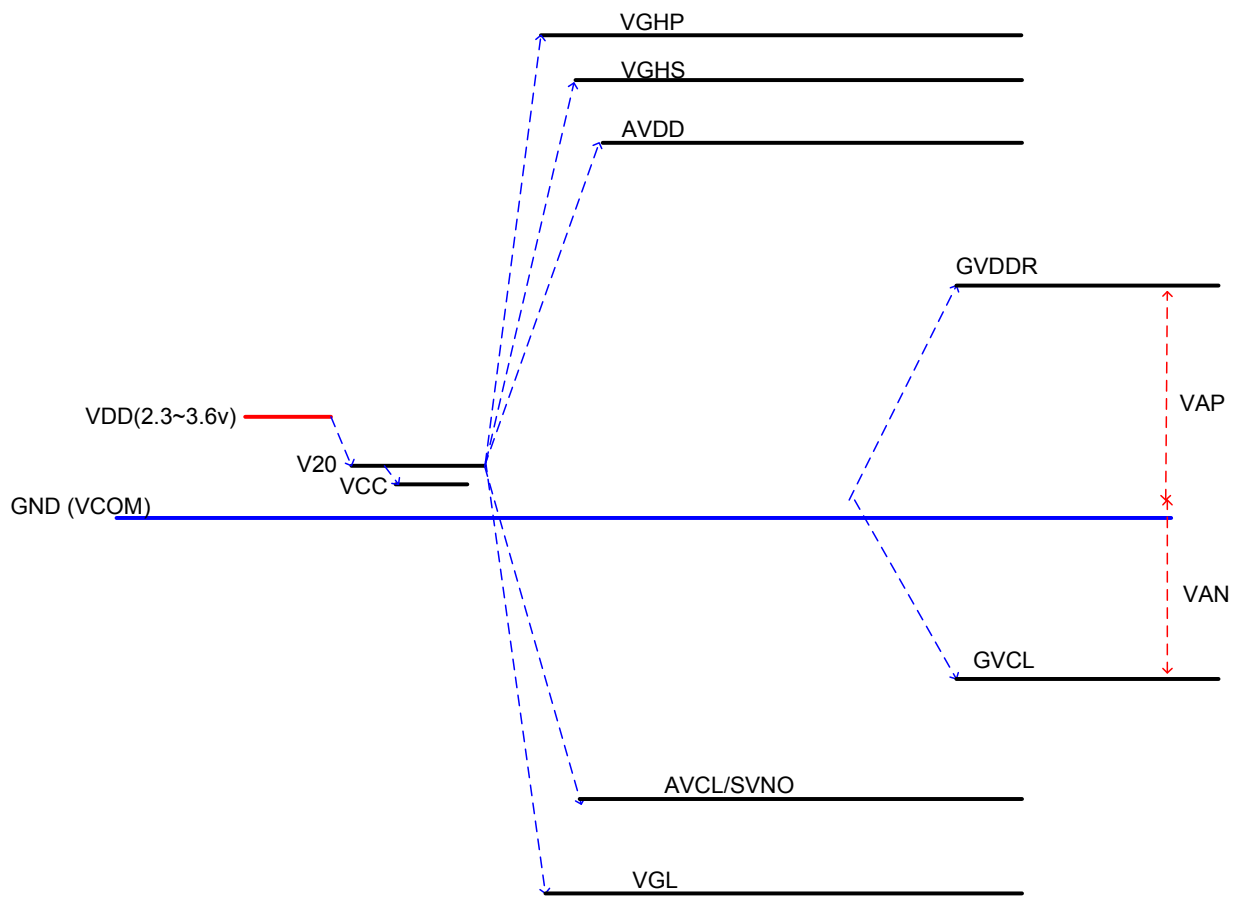 VGHP
VGHS
AVDD
GVDDR
VAP
VDD(2.3~3.6v)
V20
VCC
GND (VCOM)
VAN
GVCL
AVCL/SVNO
VGL